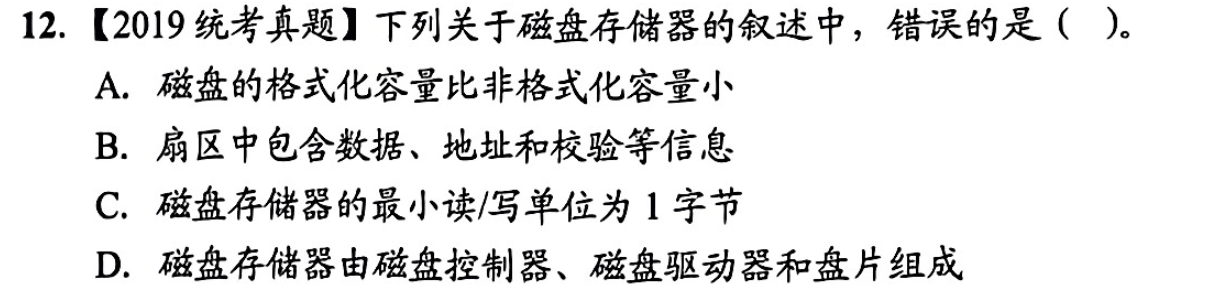 12. 【2019 统考真题】下列关于磁盘存储器的叙述中，错误的是（ ）。
A. 磁盘的格式化容量比非格式化容量小
B. 扇区中包含数据、地址和校验等信息
C. 磁盘存储器的最小读/写单位为 1 字节
D. 磁盘存储器由磁盘控制器、磁盘驱动器和盘片组成